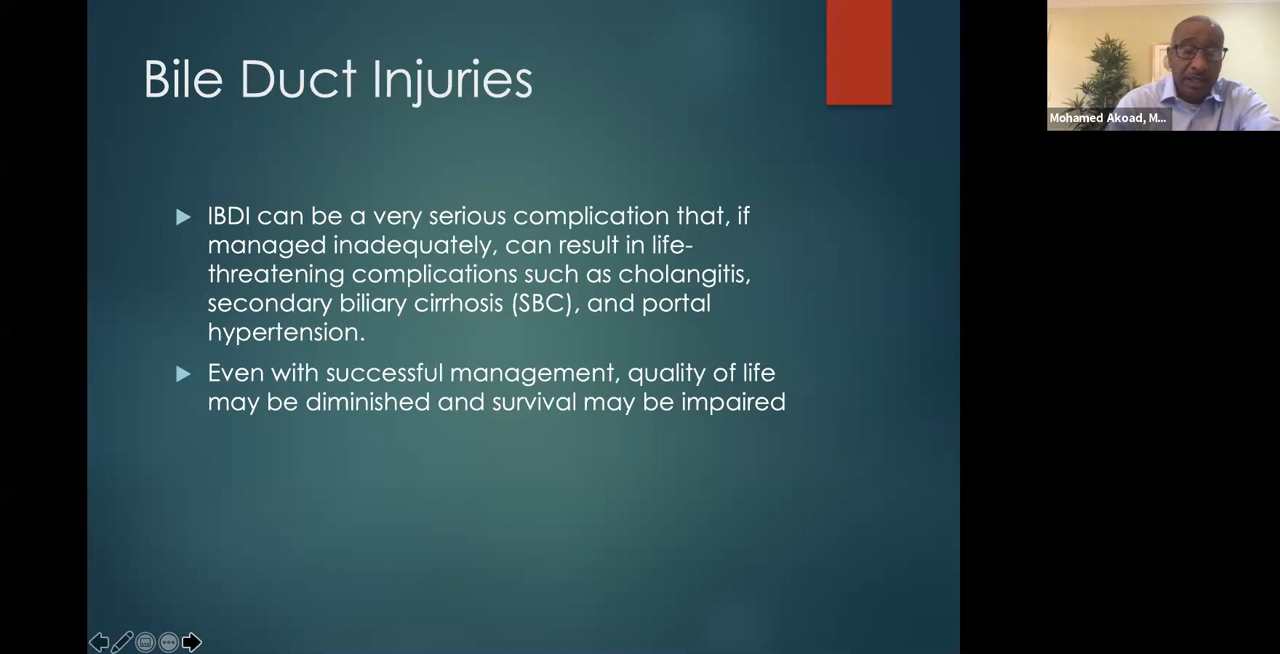 Bile Duct Injuries
IBDI can be a very serious complication that, if
managed inadequately, can result in life-
threatening complications such as cholangitis,
secondary biliary cirrhosis (SBC), and portal
hypertension.
Even with successful management, quality of life
may be diminished and survival may be impaired
Mohamed Akoad, M...